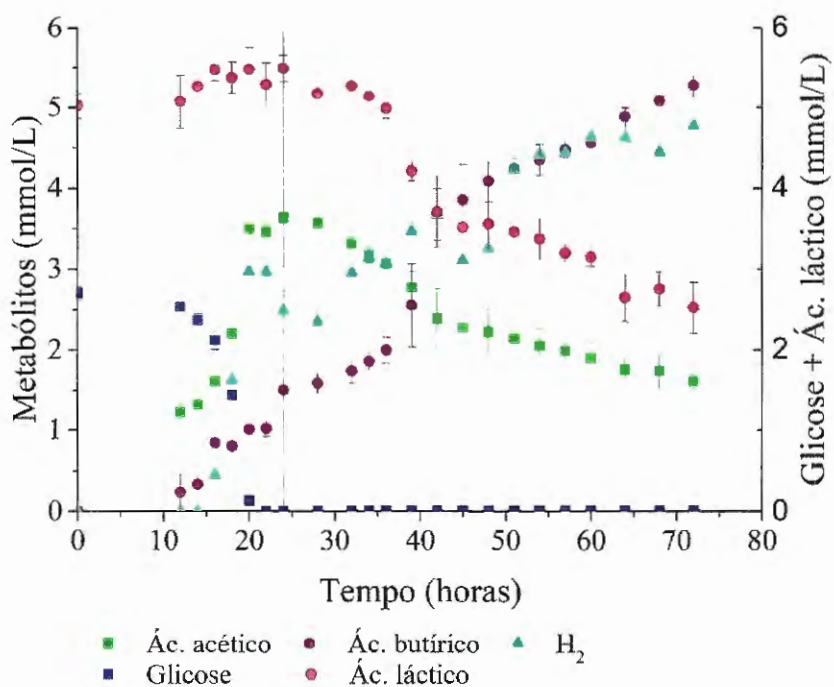 Metabólitos (mmol/L)
6
5
4
3
2
1
0
6
4
2
0
Glicose + Ác. láctico (mmol/L)
0 10 20 30 40 50 60 70 80
Tempo (horas)
Ác. acético Ác. butírico H2
Glicose Ác. láctico